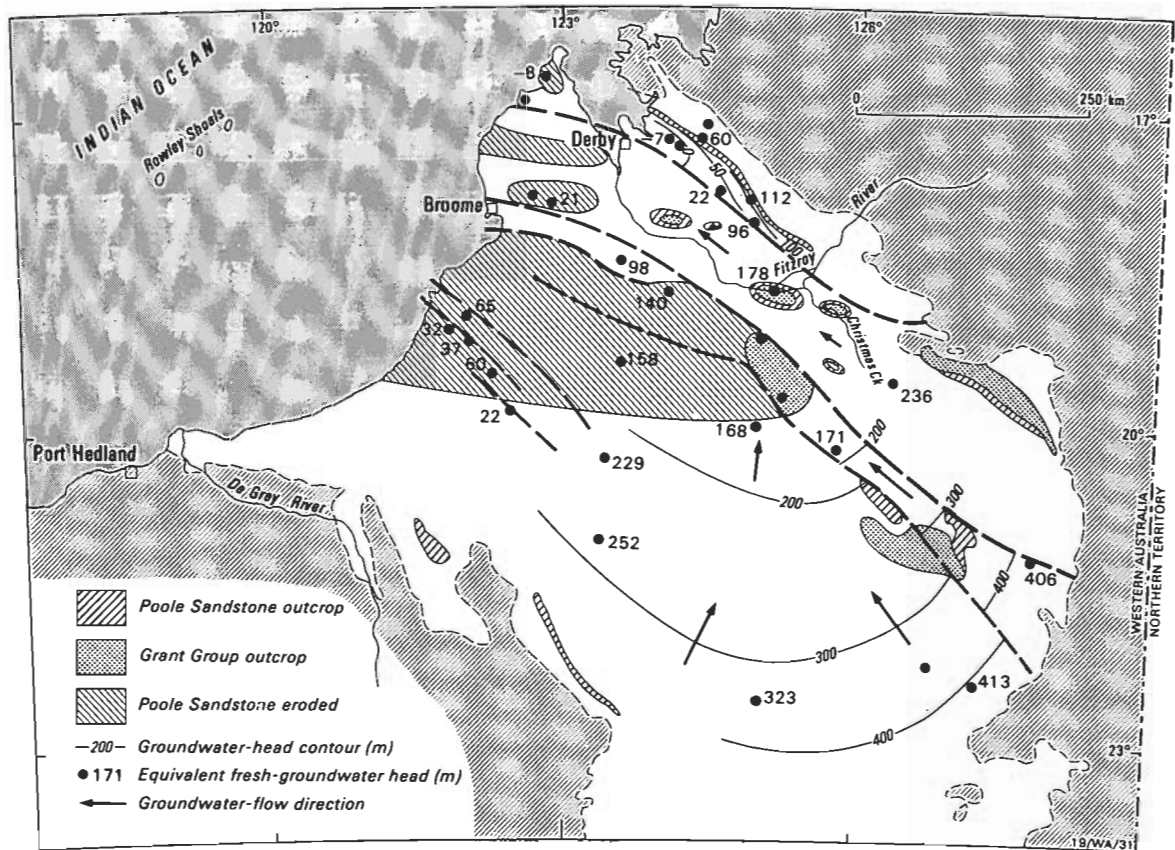 120°
123°
126°
INDIAN OCEAN
Rowley Shoals
-8
0
250 km
17°
Derby
-7
60
50
Broome
21
22
112
River
96
100
Fitzroy
98
178
140
65
32
37
60
158
Christmas Ck
236
22
168
171
200
20°
Port Hedland
De Grey River
229
200
300
252
400
406
WESTERN AUSTRALIA
NORTHERN TERRITORY
300
323
413
400
23°
Poole Sandstone outcrop
Grant Group outcrop
Poole Sandstone eroded
—200— Groundwater-head contour (m)
● 171 Equivalent fresh-groundwater head (m)
Groundwater-flow direction
19/WA/31